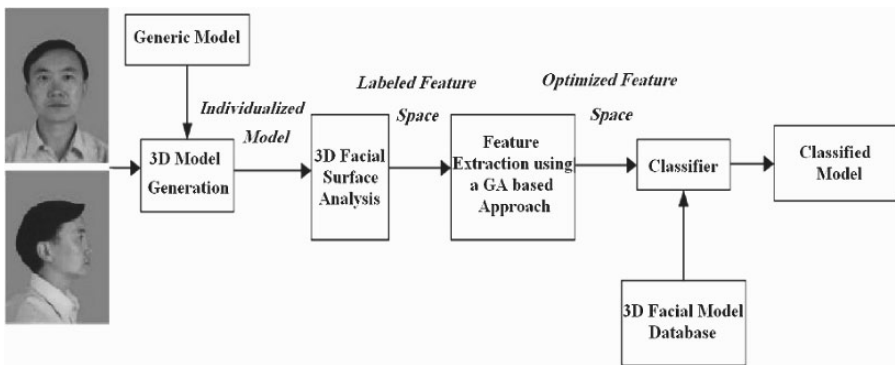 Generic Model
Individualized
Model
Labeled Feature
Space
Optimized Feature
Space
3D Model
Generation
3D Facial
Surface
Analysis
Feature
Extraction using
a GA based
Approach
Classifier
Classified
Model
3D Facial Model
Database